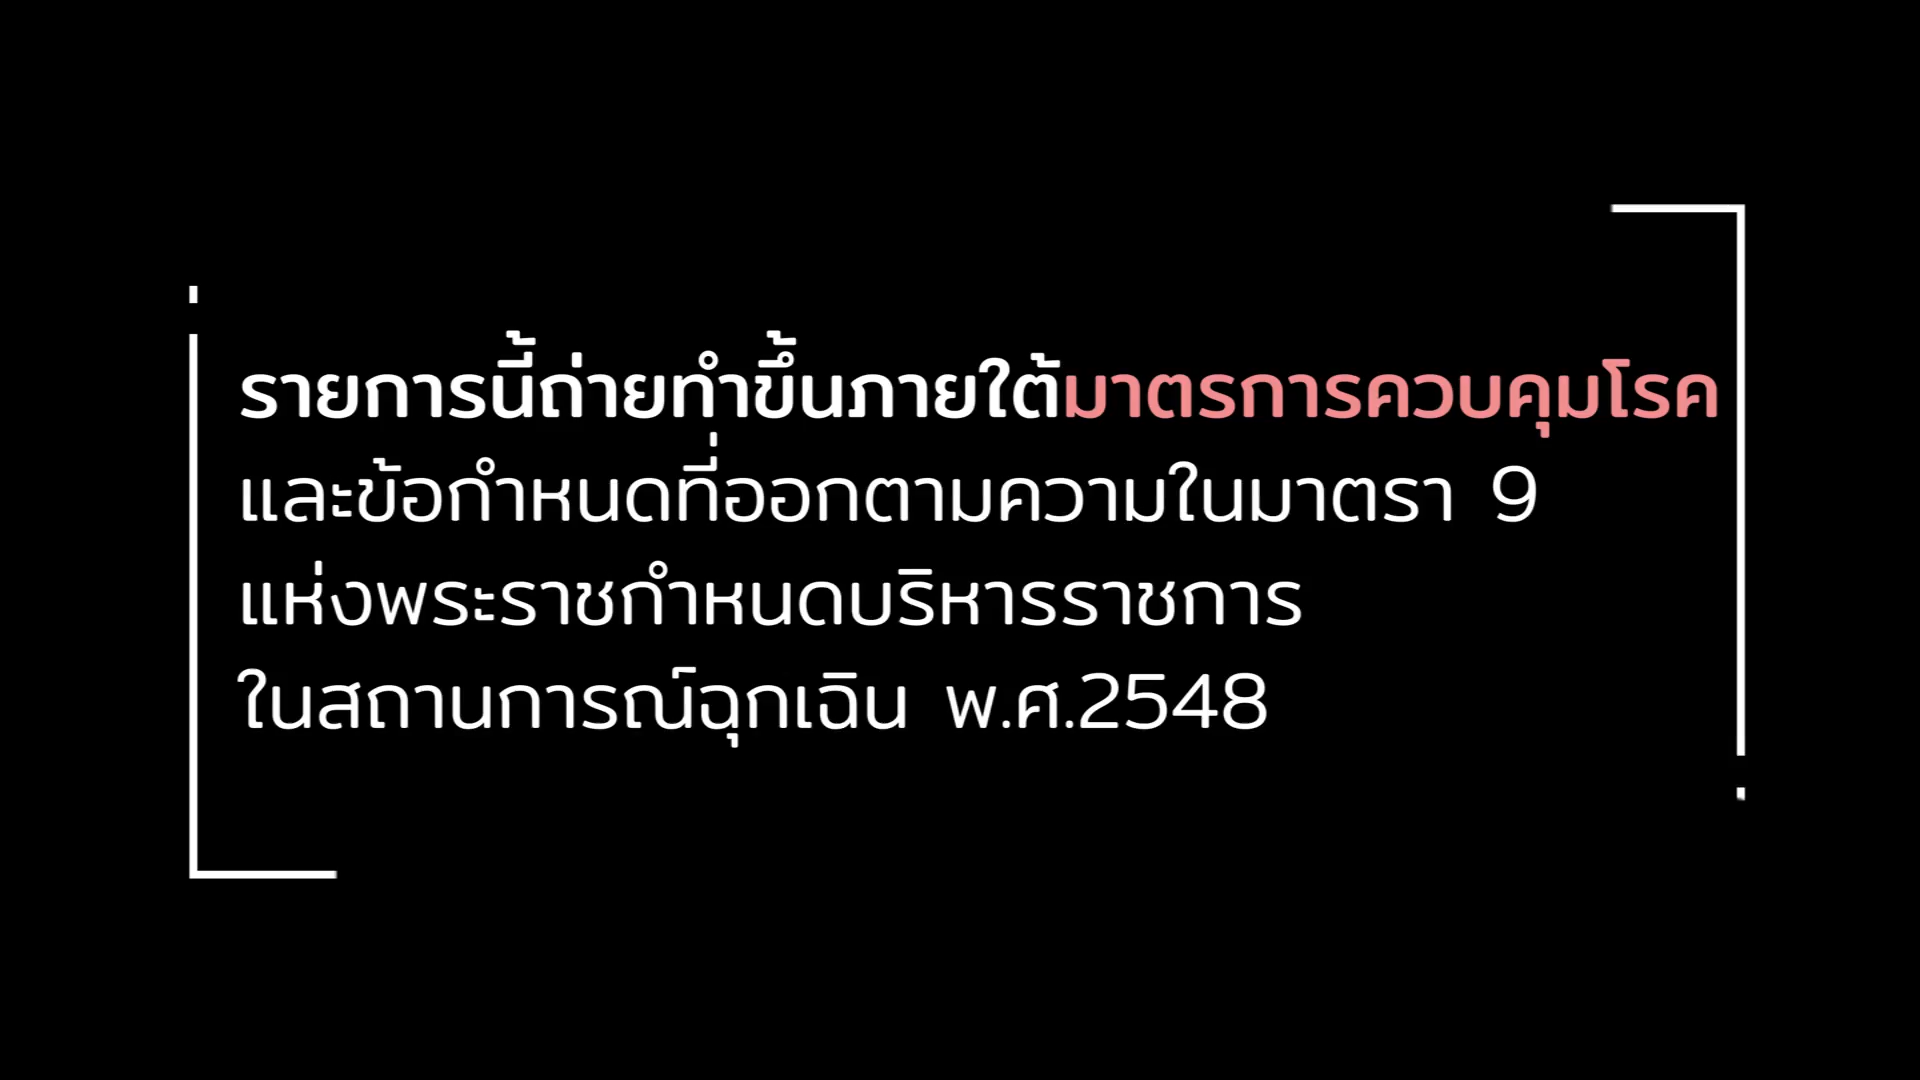 รายการนี้ถ่ายทำขึ้นภายใต้มาตรการควบคุมโรค
และข้อกำหนดที่ออกตามความในมาตรา 9
แห่งพระราชกำหนดบริหารราชการ
ในสถานการณ์ฉุกเฉิน พ.ศ.2548